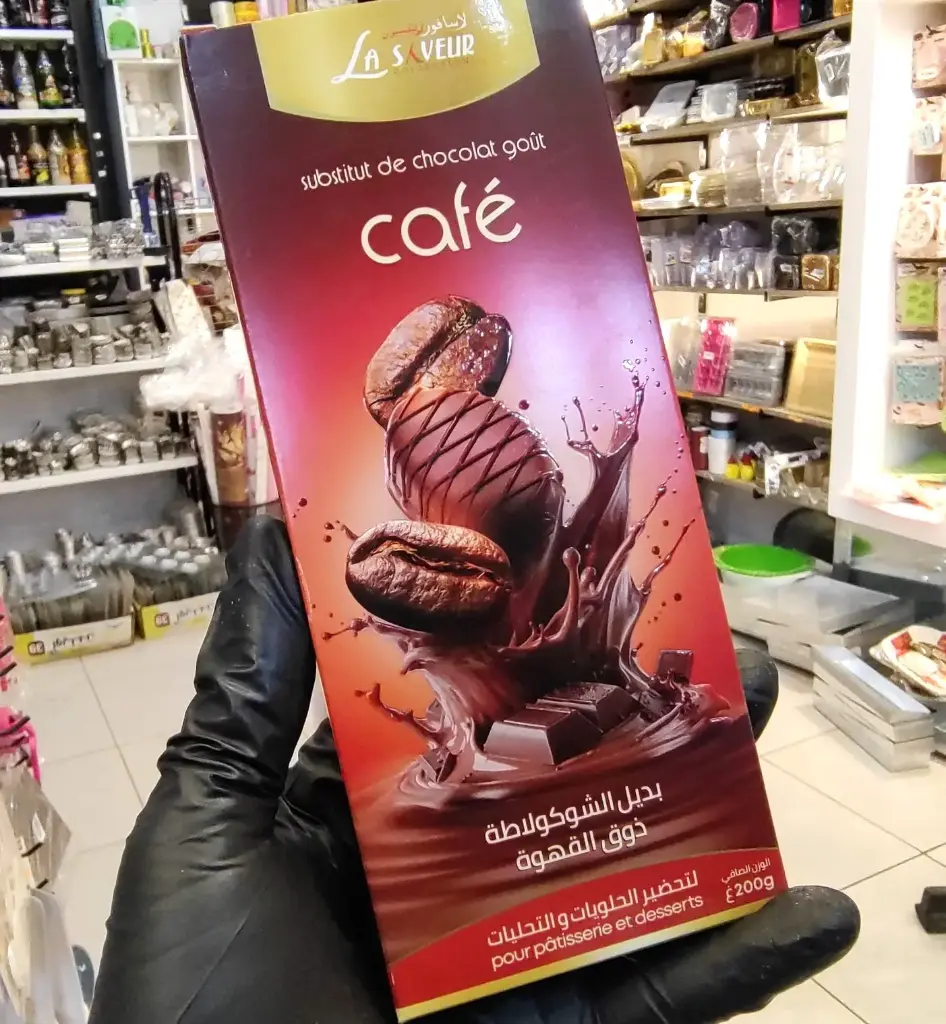 لاسافور
LA SAVEUR
substitut de chocolat goût
café
بديل الشوكولاطة
ذوق القهوة
لتحضير الحلويات و التحليات
pour pâtisserie et desserts
الوزن الصافي
200g غ